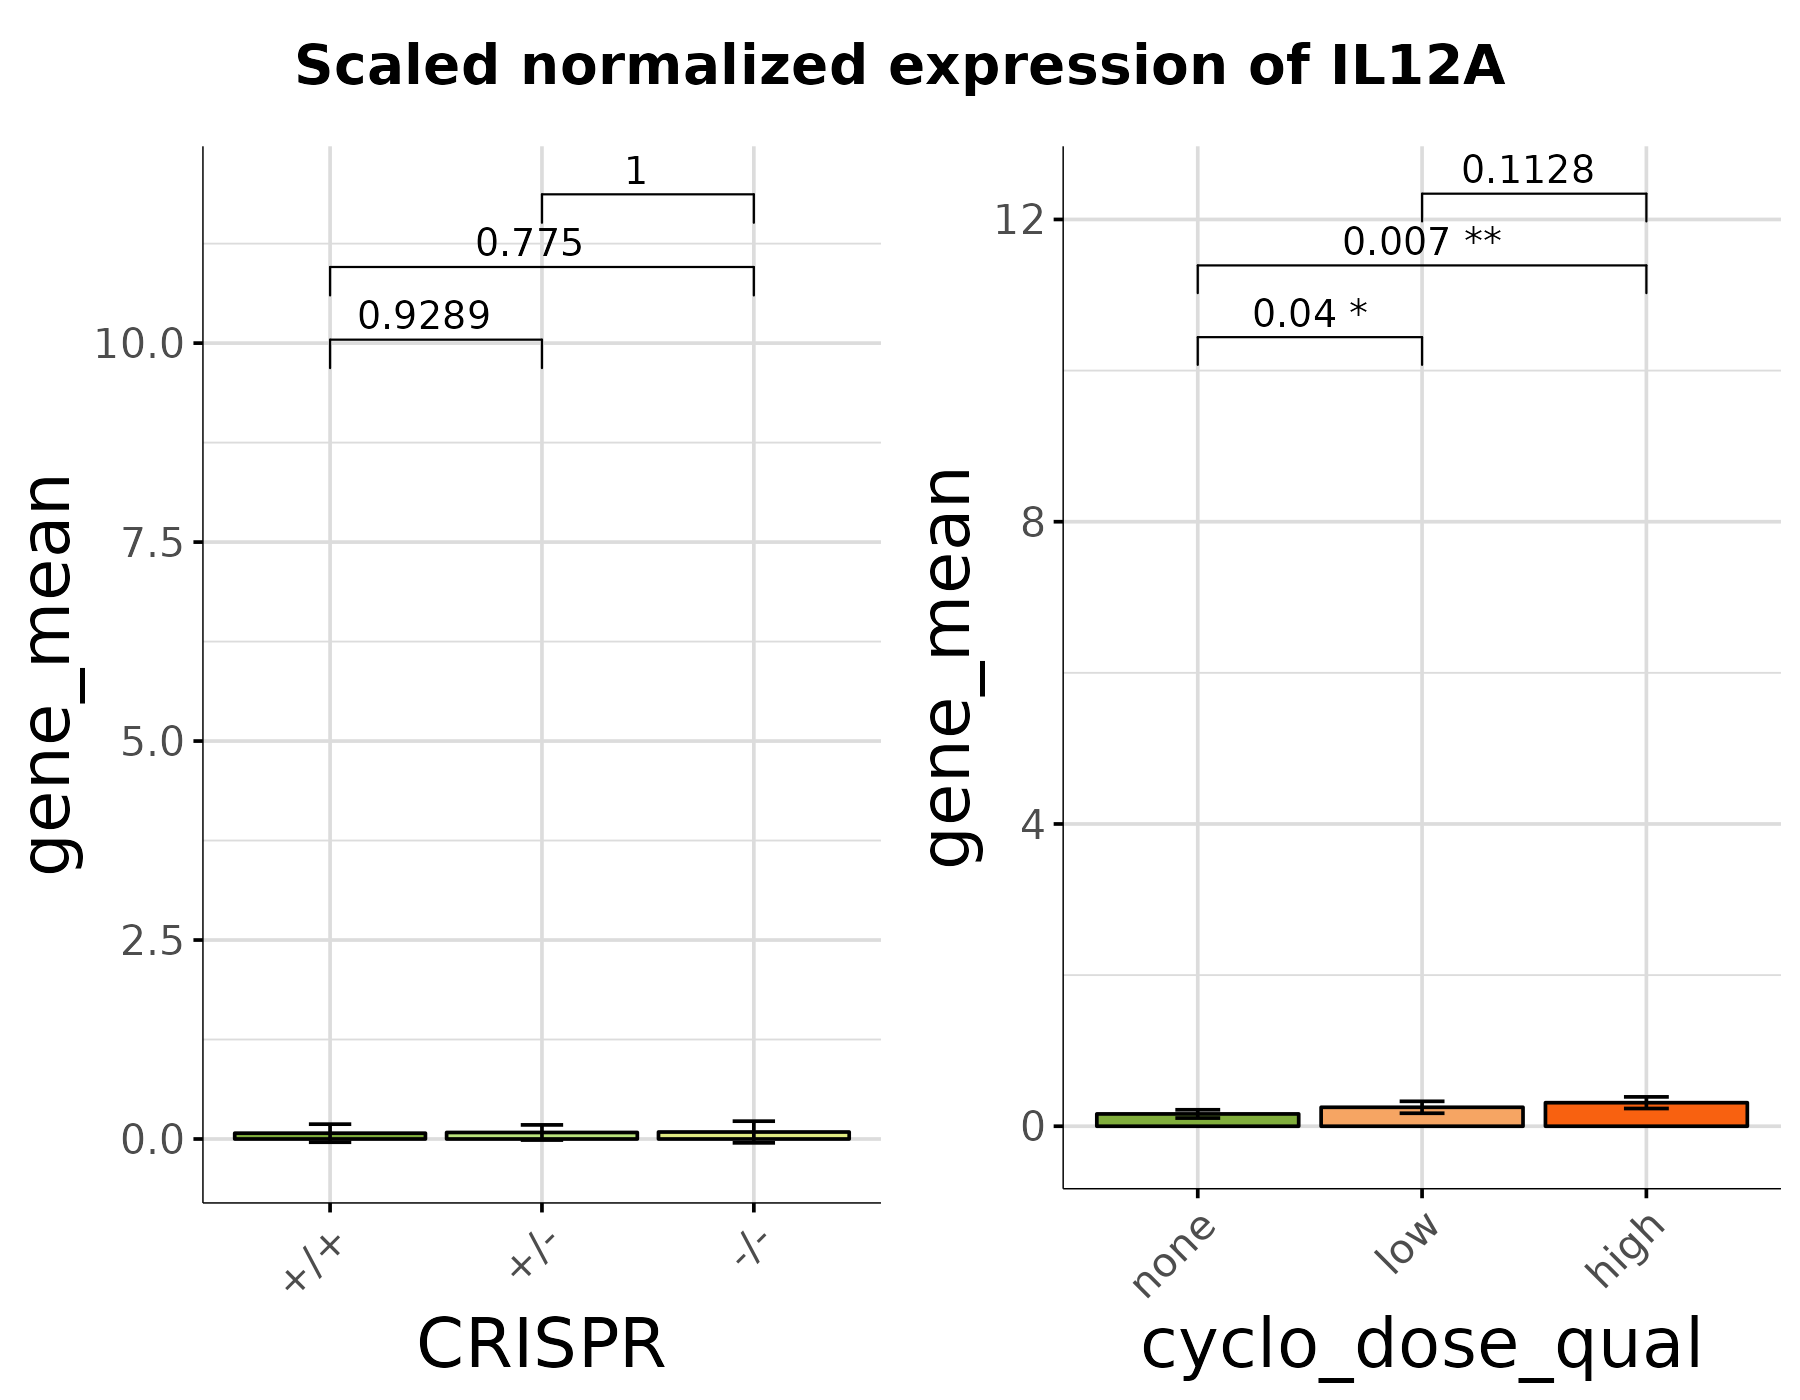 Scaled normalized expression of IL12A
gene_mean
10.0
7.5
5.0
2.5
0.0
1
0.775
0.9289
+/+
+/-
-/-
CRISPR
gene_mean
12
8
4
0
0.1128
0.007 **
0.04 *
none
low
high
cyclo_dose_qual